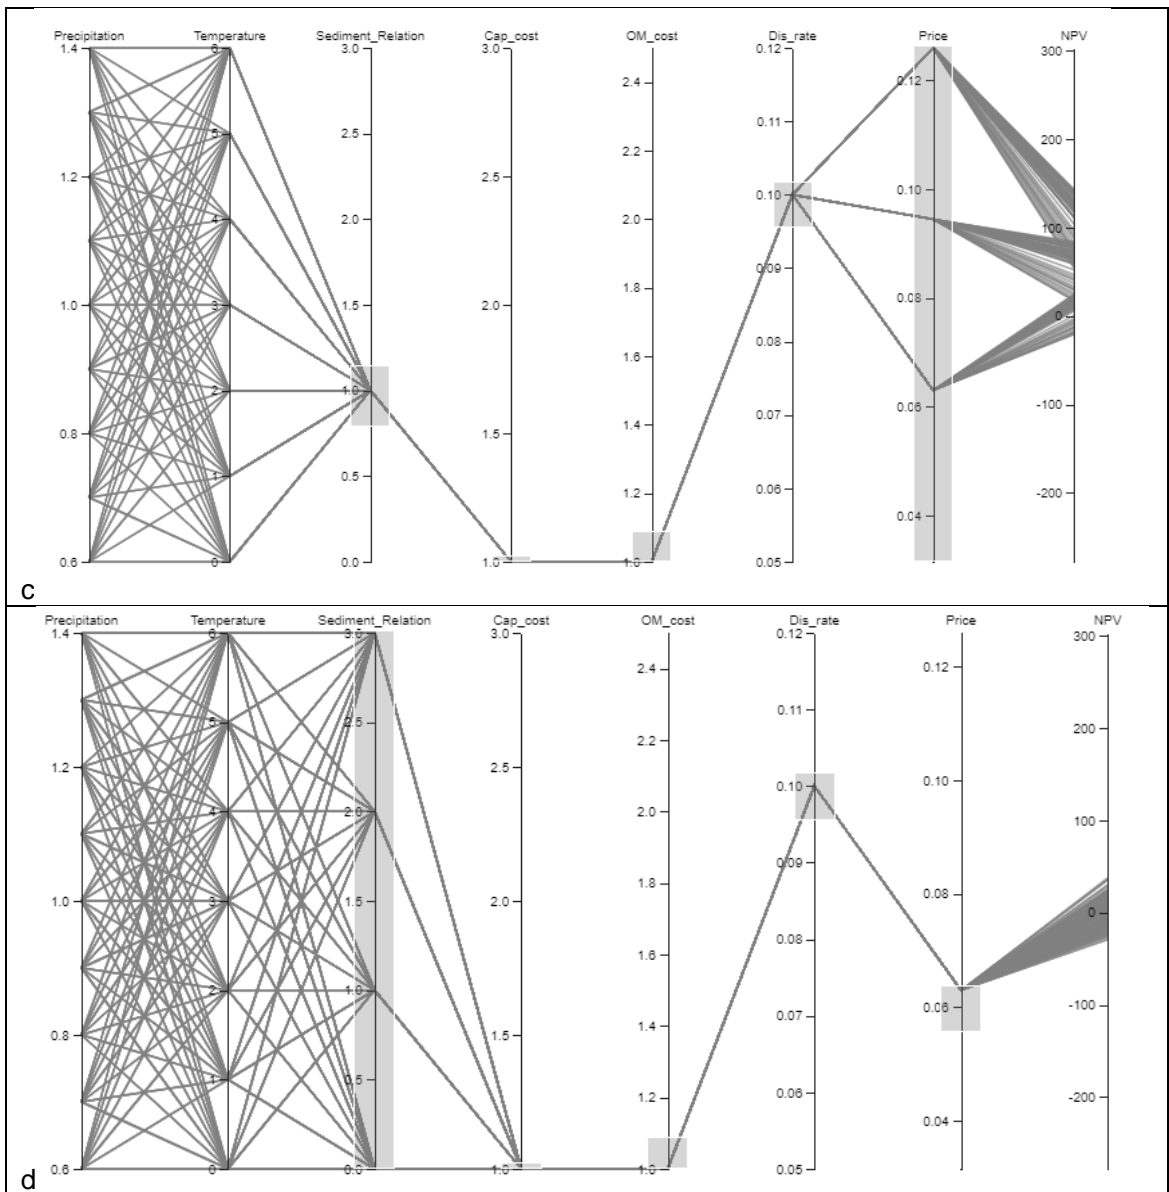 Precipitation Temperature Sediment_Relation Cap_cost OM_cost Dis_rate Price NPV
1.4 6 3.0 3.0 0.12 300
2.4 0.12
5 2.5 0.11 200
2.2
1.2 2.5 0.10 0.10
4 2.0 2.0 100
0.09
1.0 3 1.5 2.0 1.8 0.08 0
0.08
1.6
2 1.0 0.06 -100
0.07
0.8 1.5 1.4
1 0.5 1.2 0.06 -200
0.04
0.6 0 0.0 1.0 1.0 0.05
c
Precipitation Temperature Sediment_Relation Cap_cost OM_cost Dis_rate Price NPV
1.4 6 3.0 3.0 0.12 300
2.4 0.12
5 2.5 0.11 200
2.2
1.2 2.5 0.10 0.10
4 2.0 2.0 100
0.09
1.0 3 1.5 2.0 1.8 0.08 0
0.08
1.6
2 1.0 0.06 -100
1.4 0.07
0.8 1.5
1 0.5 1.2 0.06 0.04 -200
0.6 0 0.0 1.0 1.0 0.05
d